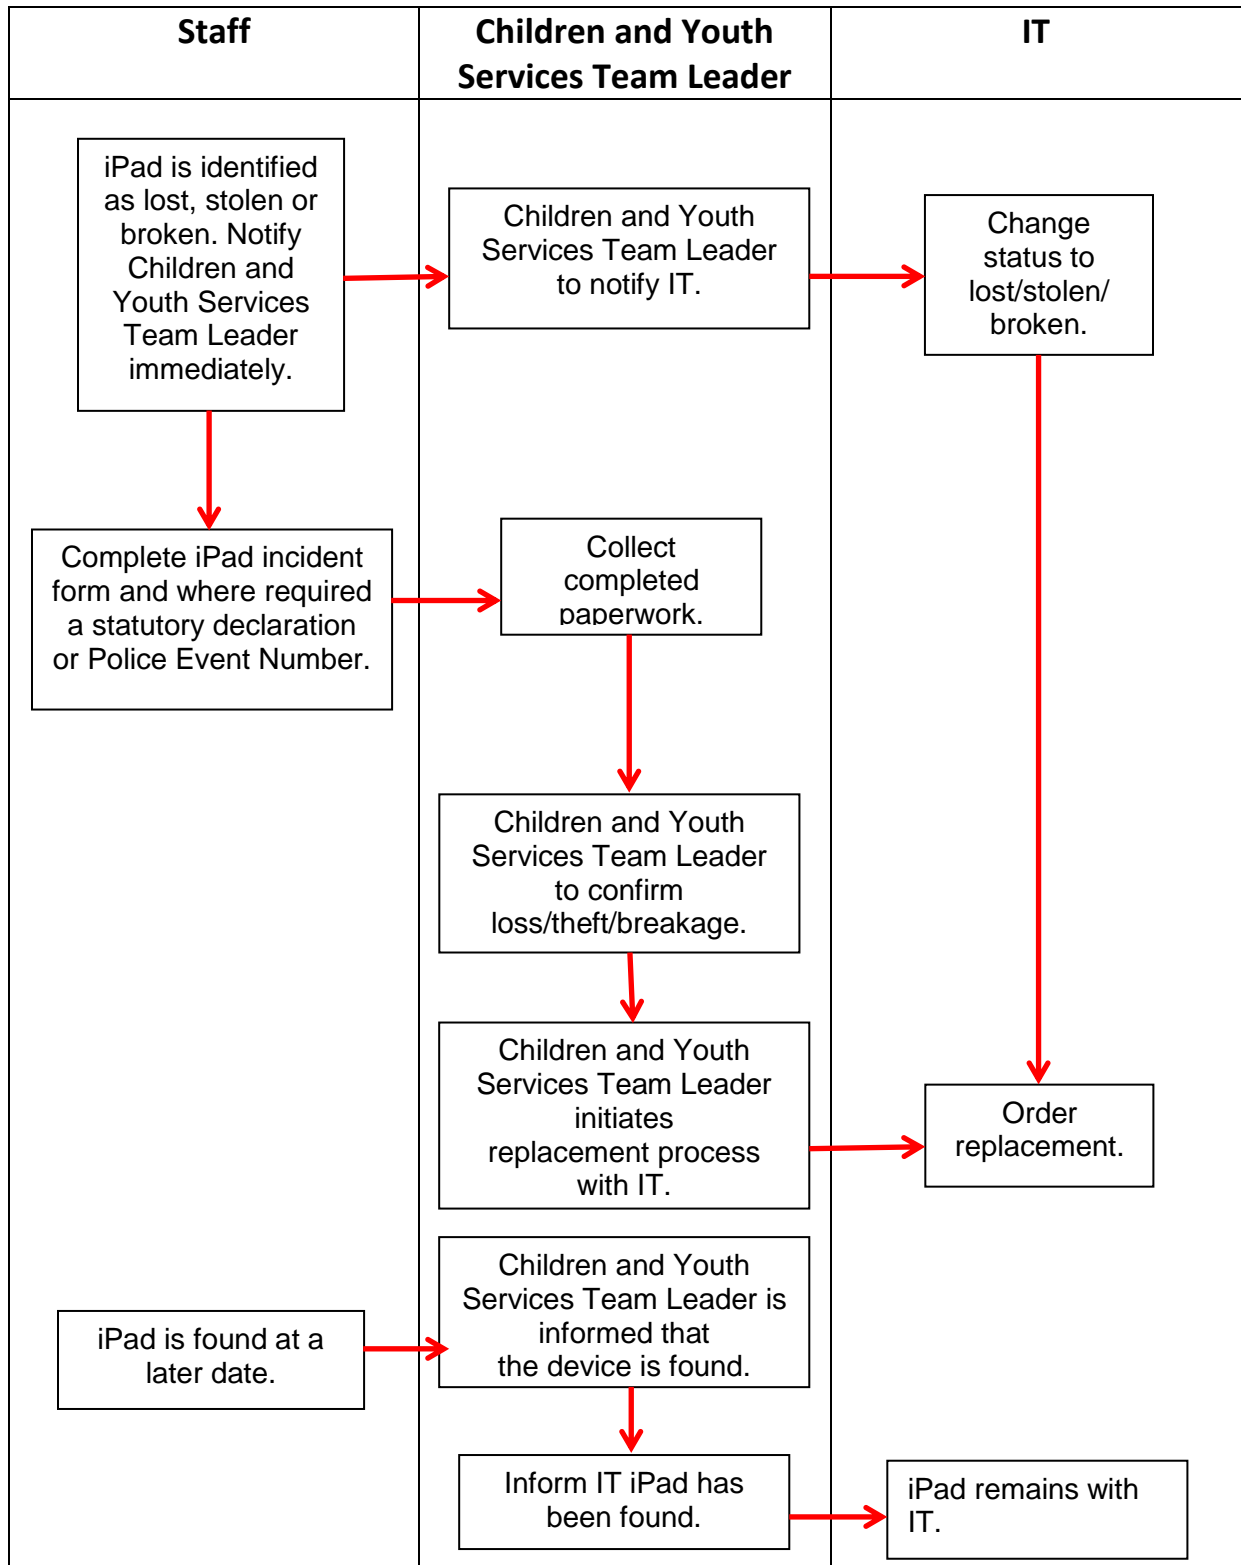 Staff
Children and Youth
Services Team Leader
IT
iPad is identified
as lost, stolen or
broken. Notify
Children and
Youth Services
Team Leader
immediately.
Children and Youth
Services Team Leader
to notify IT.
Change
status to
lost/stolen/
broken.
Complete iPad incident
form and where required
a statutory declaration
or Police Event Number.
Collect
completed
paperwork.
Children and Youth
Services Team Leader
to confirm
loss/theft/breakage.
Children and Youth
Services Team Leader
initiates
replacement process
with IT.
Order
replacement.
iPad is found at a
later date.
Children and Youth
Services Team Leader is
informed that
the device is found.
Inform IT iPad has
been found.
iPad remains with
IT.